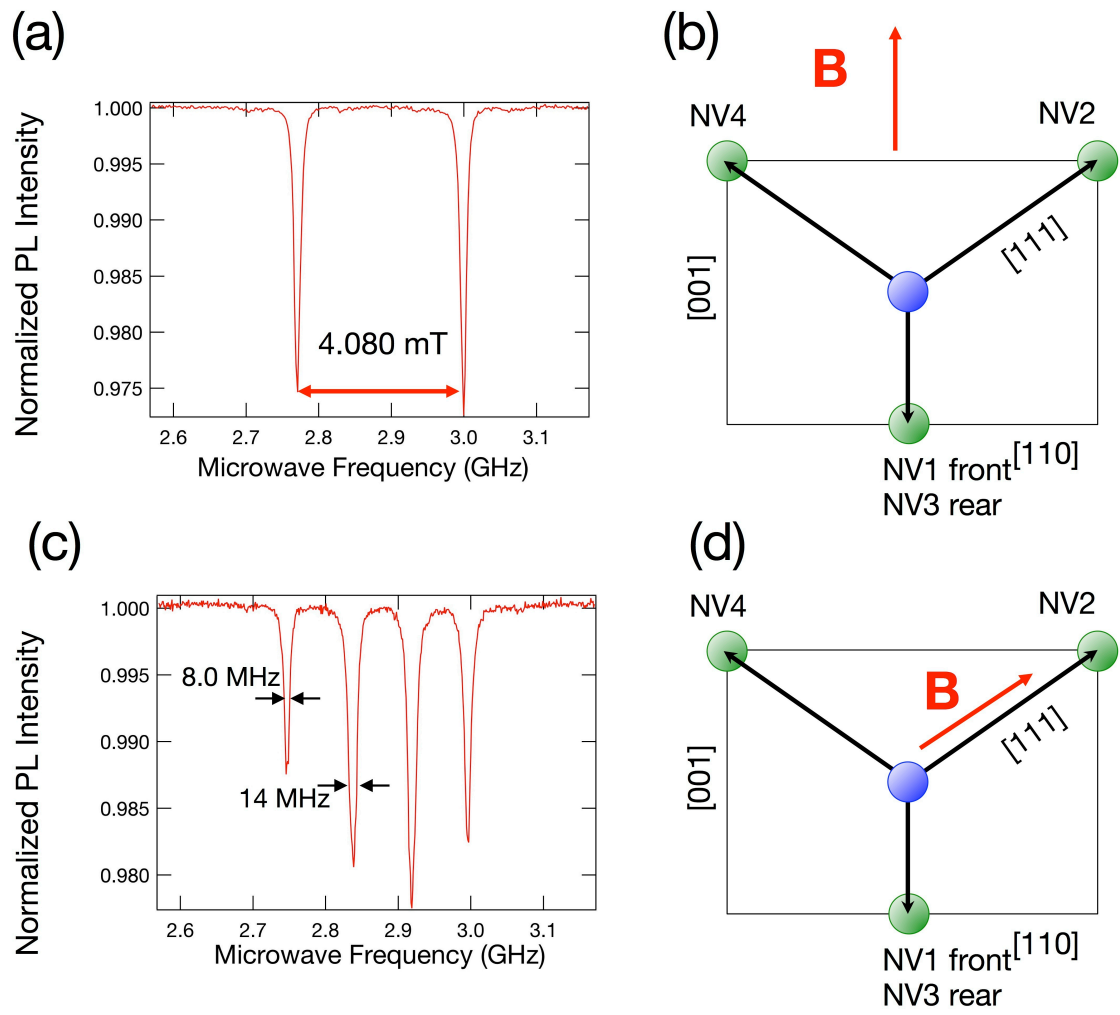 (a)
Normalized PL Intensity
1.000
0.995
0.990
0.985
0.980
0.975
4.080 mT
2.6 2.7 2.8 2.9 3.0 3.1
Microwave Frequency (GHz)
(b)
B
NV4
NV2
[001]
[111]
NV1 front[110]
NV3 rear
(c)
Normalized PL Intensity
1.000
0.995
0.990
0.985
0.980
8.0 MHz
14 MHz
2.6 2.7 2.8 2.9 3.0 3.1
Microwave Frequency (GHz)
(d)
NV4
NV2
B
[001]
[111]
NV1 front[110]
NV3 rear